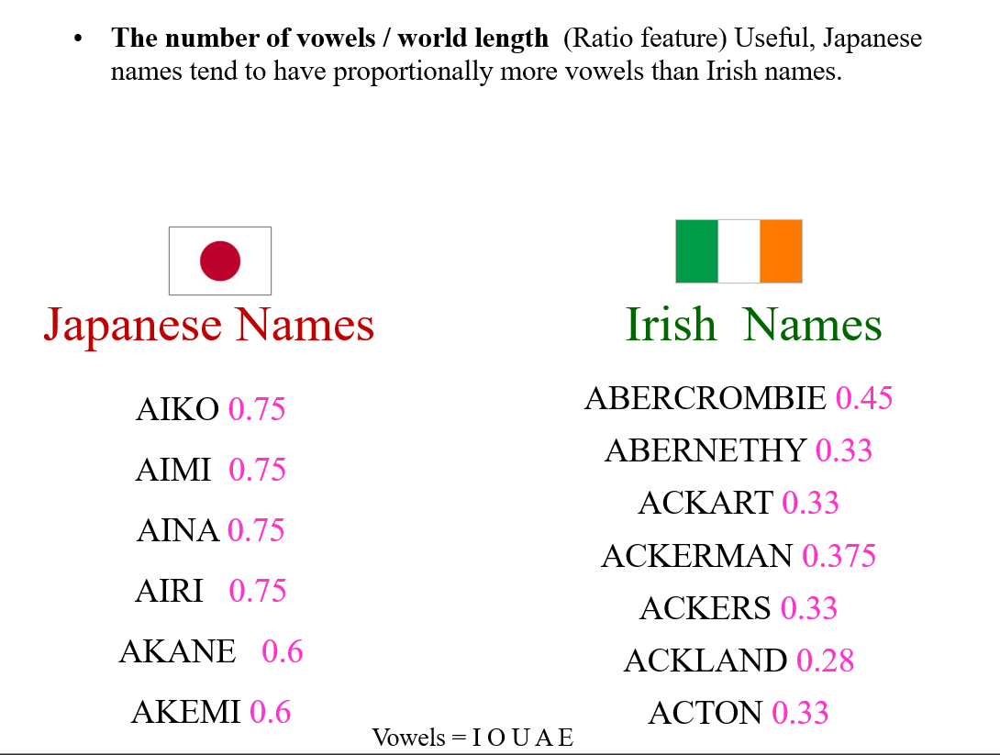 • The number of vowels / world length (Ratio feature) Useful, Japanese
names tend to have proportionally more vowels than Irish names.
Japanese Names
AIKO 0.75
AIMI 0.75
AINA 0.75
AIRI 0.75
AKANE 0.6
AKEMI 0.6
Irish Names
ABERCROMBIE 0.45
ABERNETHY 0.33
ACKART 0.33
ACKERMAN 0.375
ACKERS 0.33
ACKLAND 0.28
ACTON 0.33
Vowels = I O U A E